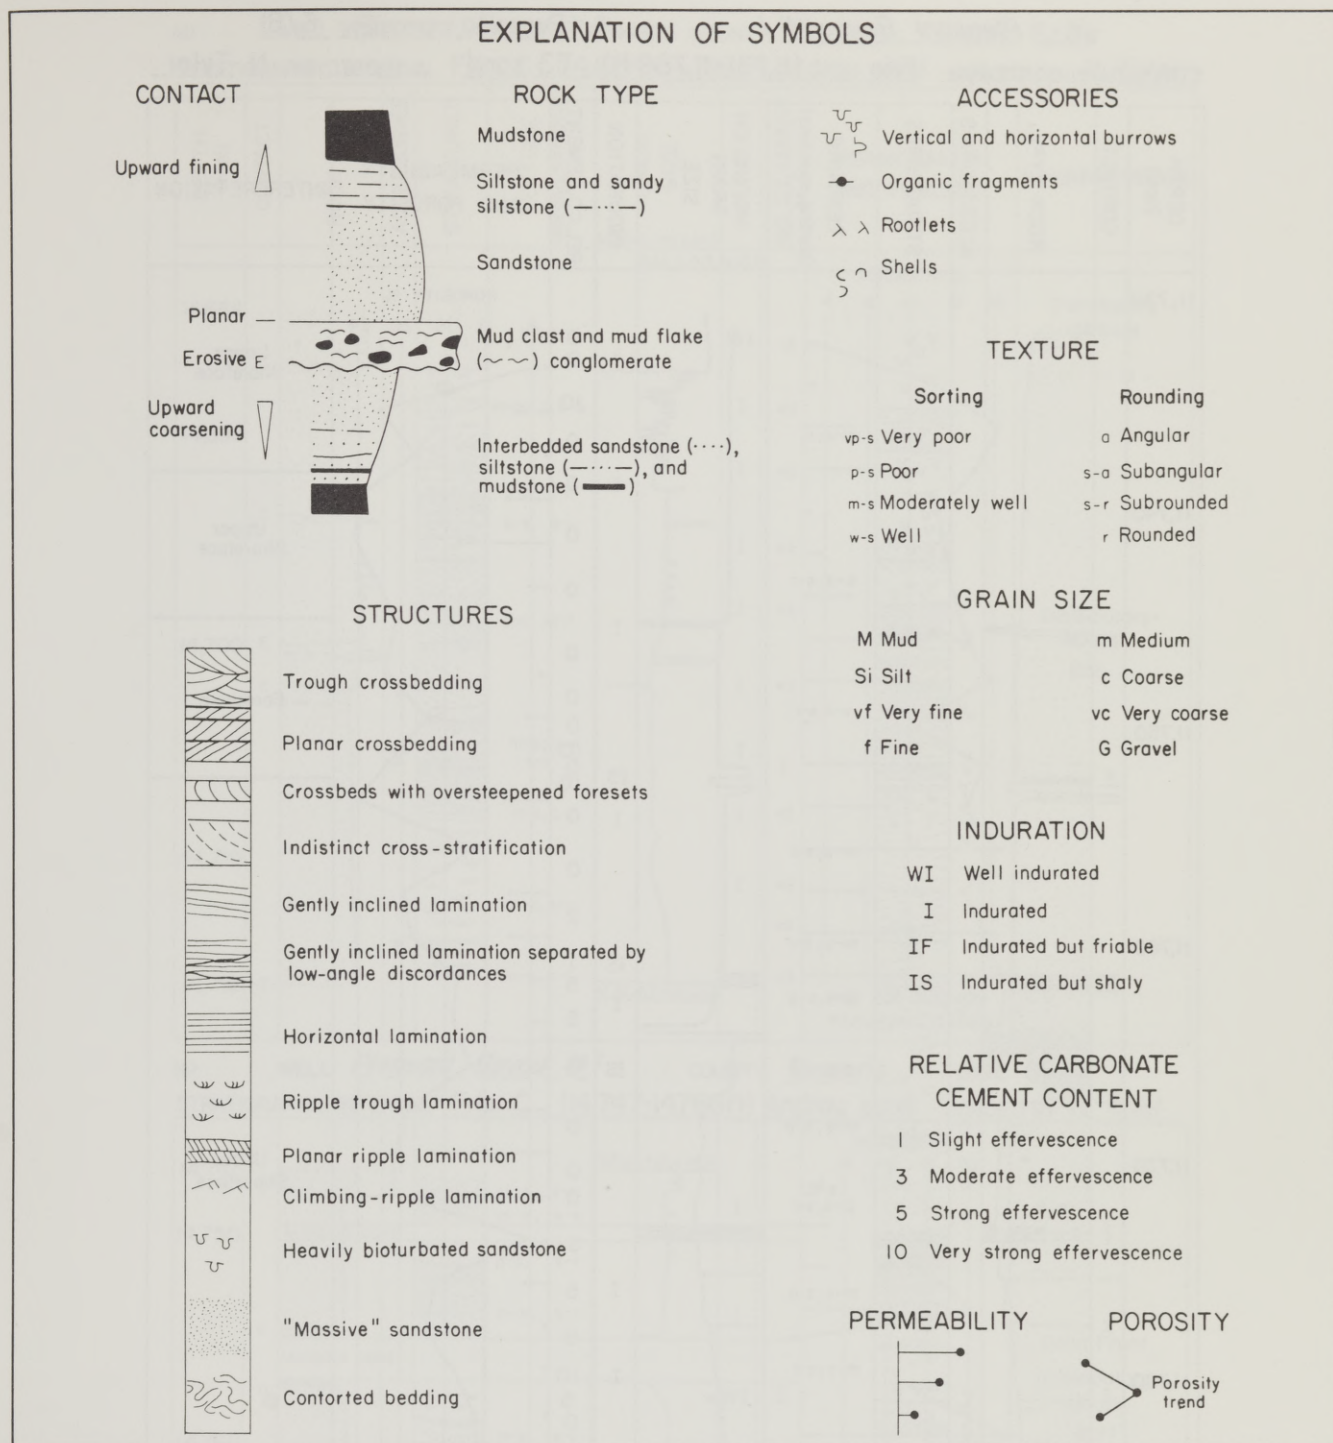 EXPLANATION OF SYMBOLS
CONTACT
Upward fining
Planar
Erosive E
Upward
coarsening
ROCK TYPE
Mudstone
Siltstone and sandy
siltstone (—···—)
Sandstone
Mud clast and mud flake
(~~) conglomerate
Interbedded sandstone (····),
siltstone (—···—), and
mudstone (▬)
STRUCTURES
Trough crossbedding
Planar crossbedding
Crossbeds with oversteepened foresets
Indistinct cross-stratification
Gently inclined lamination
Gently inclined lamination separated by
low-angle discordances
Horizontal lamination
Ripple trough lamination
Planar ripple lamination
Climbing-ripple lamination
Heavily bioturbated sandstone
"Massive" sandstone
Contorted bedding
ACCESSORIES
Vertical and horizontal burrows
Organic fragments
Rootlets
Shells
TEXTURE
Sorting
vp-s Very poor
p-s Poor
m-s Moderately well
w-s Well
Rounding
a Angular
s-a Subangular
s-r Subrounded
r Rounded
GRAIN SIZE
M Mud
Si Silt
vf Very fine
f Fine
m Medium
c Coarse
vc Very coarse
G Gravel
INDURATION
WI Well indurated
I Indurated
IF Indurated but friable
IS Indurated but shaly
RELATIVE CARBONATE
CEMENT CONTENT
1 Slight effervescence
3 Moderate effervescence
5 Strong effervescence
10 Very strong effervescence
PERMEABILITY
POROSITY
Porosity
trend